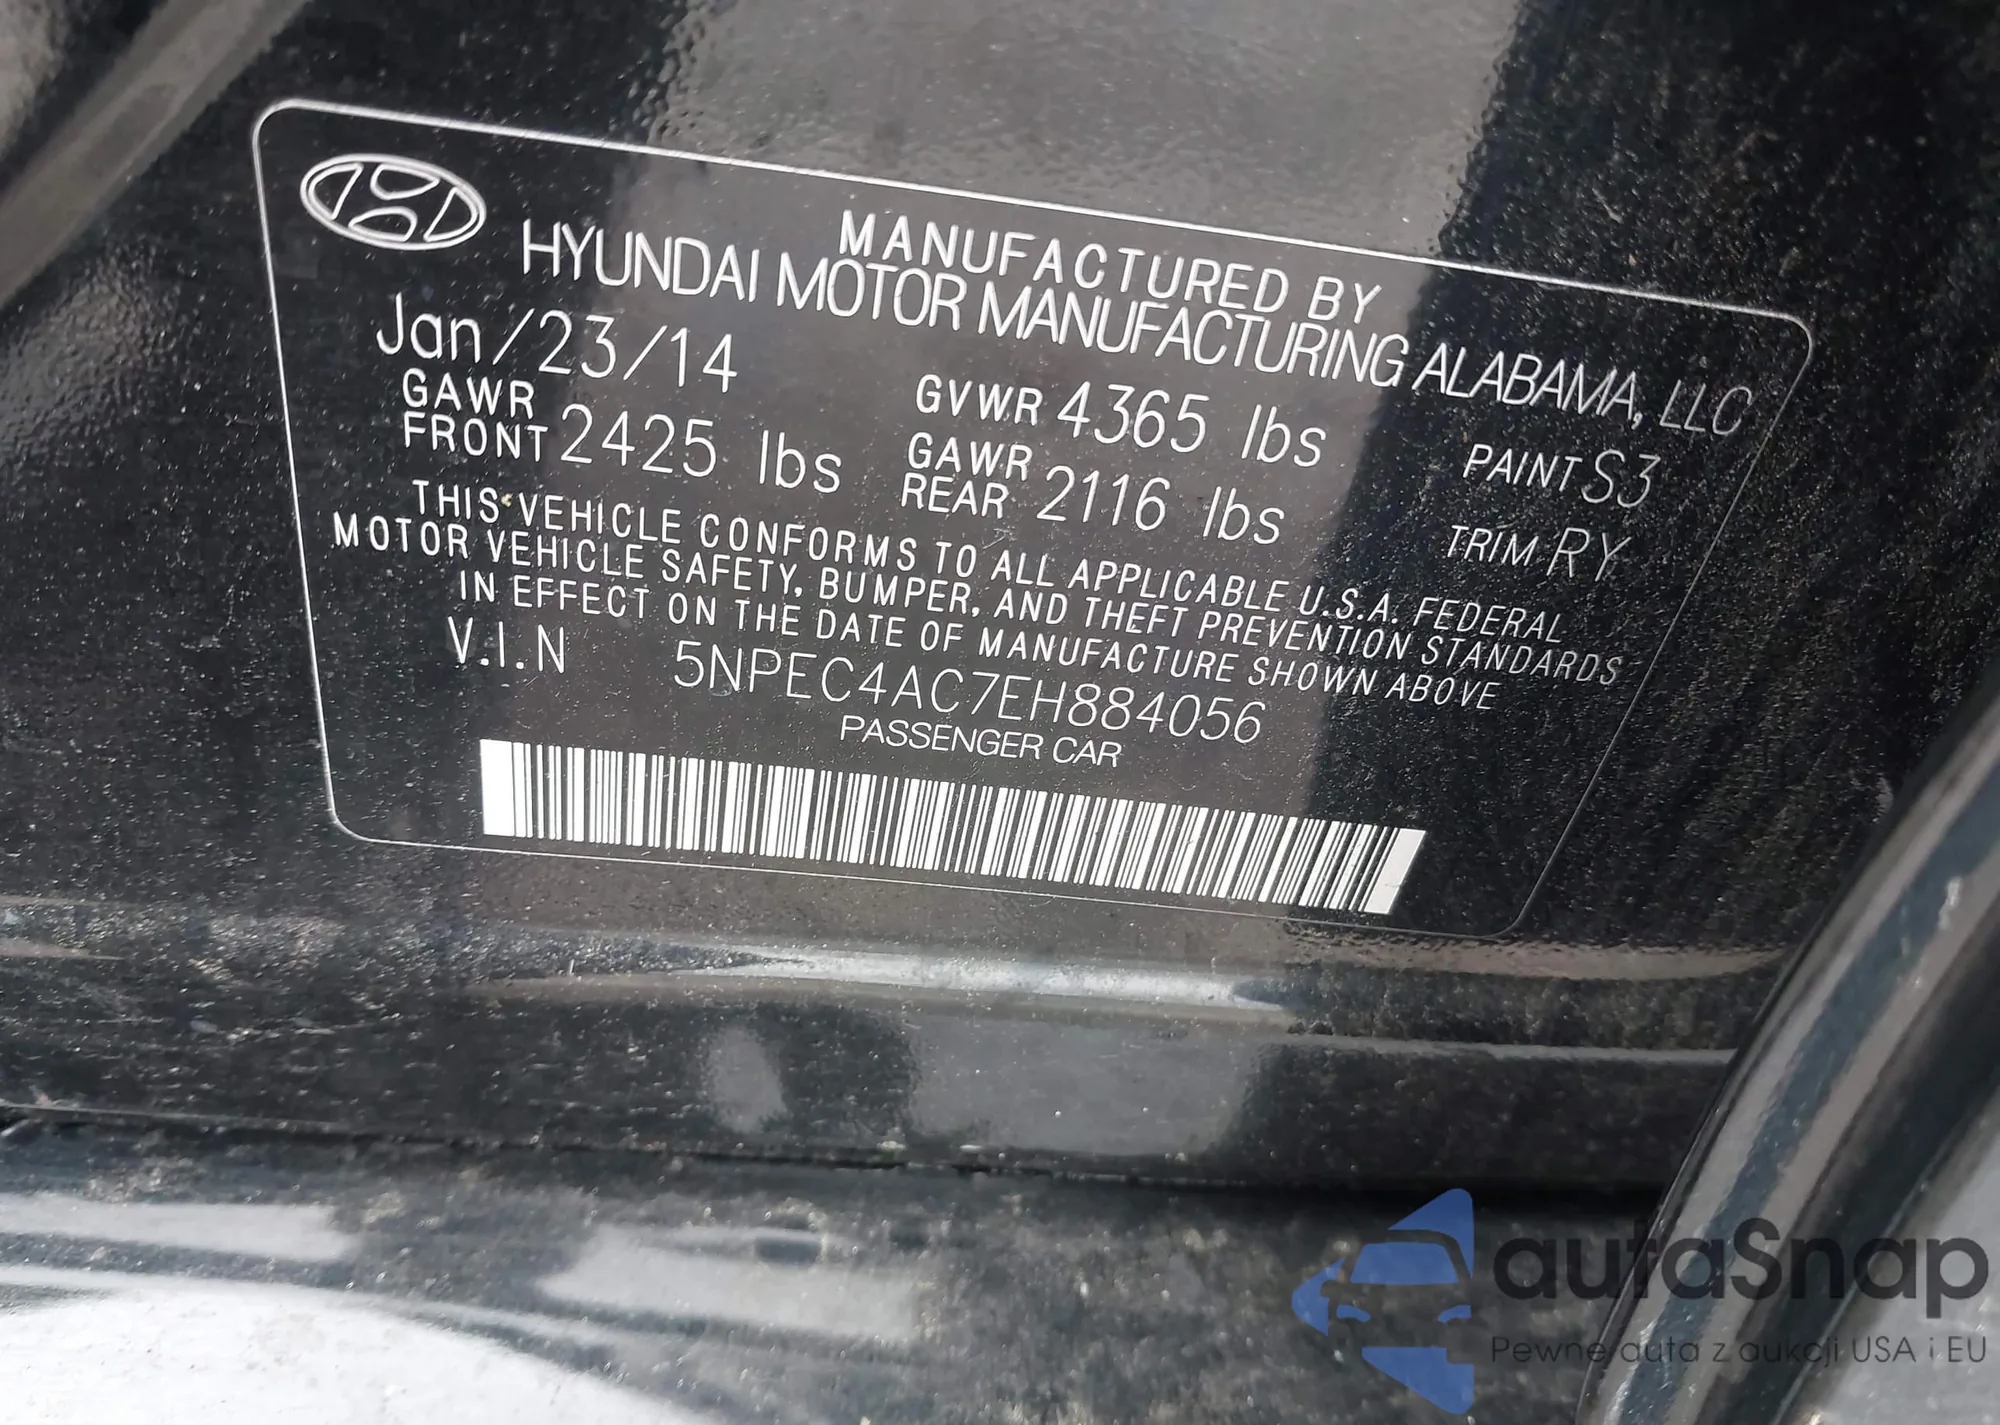 MANUFACTURED BY
HYUNDAI MOTOR MANUFACTURING ALABAMA, LLC
Jan/23/14 GVWR 4365 lbs PAINT S3
GAWR FRONT 2425 lbs GAWR REAR 2116 lbs TRIM RY
THIS VEHICLE CONFORMS TO ALL APPLICABLE U.S.A. FEDERAL
MOTOR VEHICLE SAFETY, BUMPER, AND THEFT PREVENTION STANDARDS
IN EFFECT ON THE DATE OF MANUFACTURE SHOWN ABOVE
V.I.N 5NPEC4AC7EH884056
PASSENGER CAR
autaSnap
Pewne auta z aukcji USA i EU